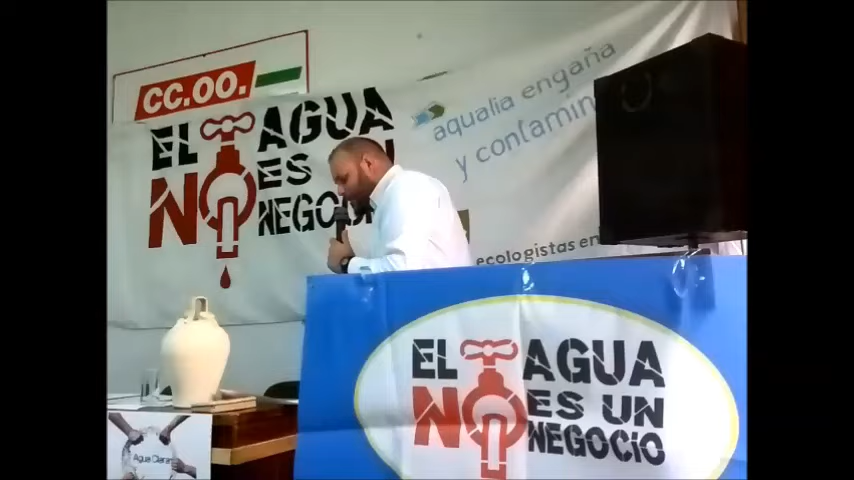 CC.OO.
EL AGUA
NO ES UN
NEGOCIO
aqualia engaña
y contamin
ecologistas en
EL AGUA
NO ES UN
NEGOCIO
Agua Clara